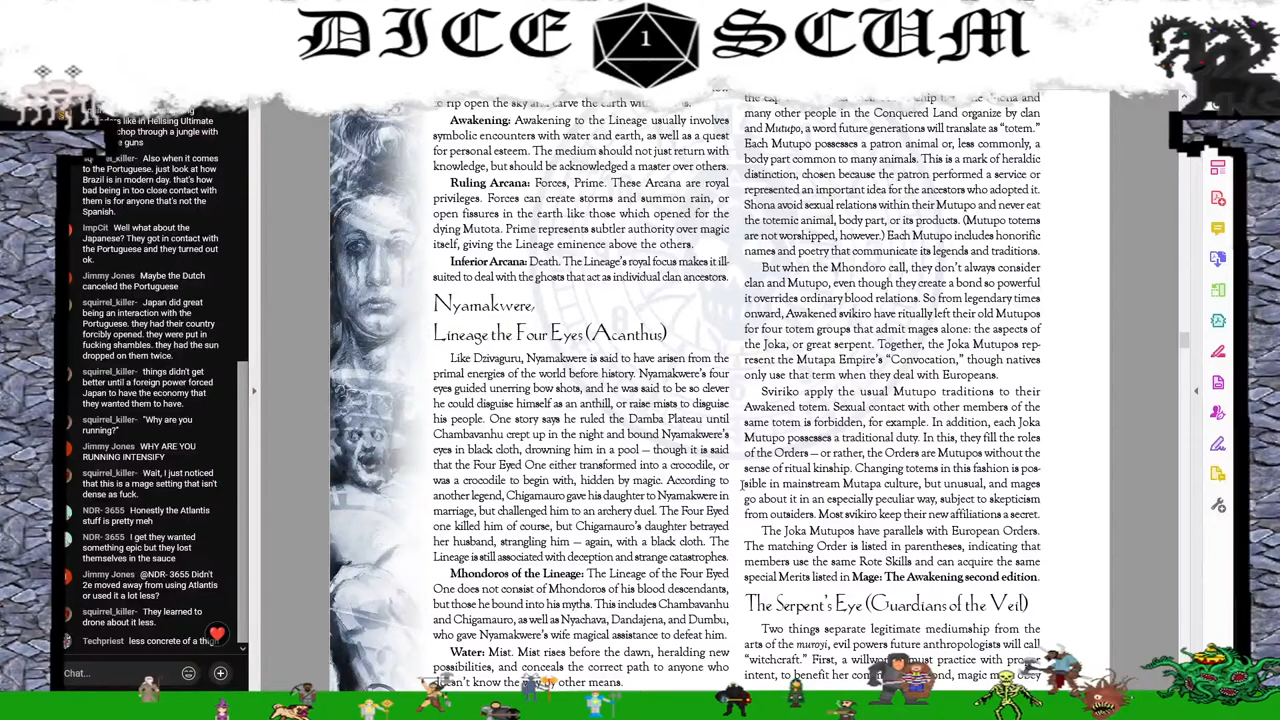 DICE SCUM
1
like in Hellsing Ultimate
chop through a jungle with
guns
squirrel_killer- Also when it comes
to the Portuguese. just look at how
Brazil is in modern day. that's how
bad being in too close contact with
them is for anyone that's not the
Spanish.
ImpCit Well what about the
Japanese? They got in contact with
the Portuguese and they turned out
ok.
Jimmy Jones Maybe the Dutch
canceled the Portuguese
squirrel_killer- Japan did great
being an interaction with the
Portuguese. they had their country
forcibly opened. they were put in
fucking shambles. they had the sun
dropped on them twice.
squirrel_killer- things didn't get
better until a foreign power forced
Japan to have the economy that
they wanted them to have.
squirrel_killer- "Why are you
running?"
Jimmy Jones WHY ARE YOU
RUNNING INTENSIFY
squirrel_killer- Wait, I just noticed
that this is a mage setting that isn't
dense as fuck.
NDR- 3655 Honestly the Atlantis
stuff is pretty meh
NDR- 3655 I get they wanted
something epic but they lost
themselves in the sauce
Jimmy Jones @NDR- 3655 Didn't
2e moved away from using Atlantis
or used it a lot less?
squirrel_killer- They learned to
drone about it less.
Techpriest less concrete of a
Chat...
to rip open the sky and carve the earth
Awakening: Awakening to the Lineage usually involves
symbolic encounters with water and earth, as well as a quest
for personal esteem. The medium should not just return with
knowledge, but should be acknowledged a master over others.
Ruling Arcana: Forces, Prime. These Arcana are royal
privileges. Forces can create storms and summon rain, or
open fissures in the earth like those which opened for the
dying Mutota. Prime represents subtler authority over magic
itself, giving the Lineage eminence above the others.
Inferior Arcana: Death. The Lineage's royal focus makes it ill-
suited to deal with the ghosts that act as individual clan ancestors.
Nyamakwere,
Lineage the Four Eyes (Acanthus)
Like Dzivaguru, Nyamakwere is said to have arisen from the
primal energies of the world before history. Nyamakwere's four
eyes guided unerring bow shots, and he was said to be so clever
he could disguise himself as an anthill, or raise mists to disguise
his people. One story says he ruled the Damba Plateau until
Chambavanhu crept up in the night and bound Nyamakwere's
eyes in black cloth, drowning him in a pool — though it is said
that the Four Eyed One either transformed into a crocodile, or
was a crocodile to begin with, hidden by magic. According to
another legend, Chigamauro gave his daughter to Nyamakwere in
marriage, but challenged him to an archery duel. The Four Eyed
one killed him of course, but Chigamauro's daughter betrayed
her husband, strangling him — again, with a black cloth. The
Lineage is still associated with deception and strange catastrophes.
Mhondoros of the Lineage: The Lineage of the Four Eyed
One does not consist of Mhondoros of his blood descendants,
but those he bound into his myths. This includes Chambavanhu
and Chigamauro, as well as Nyachava, Dandajena, and Dumbu,
who gave Nyamakwere's wife magical assistance to defeat him.
Water: Mist. Mist rises before the dawn, heralding new
possibilities, and conceals the correct path to anyone who
doesn't know the way by other means.
many other people in the Conquered Land organize by clan
and Mutupo, a word future generations will translate as "totem."
Each Mutupo possesses a patron animal or, less commonly, a
body part common to many animals. This is a mark of heraldic
distinction, chosen because the patron performed a service or
represented an important idea for the ancestors who adopted it.
Shona avoid sexual relations within their Mutupo and never eat
the totemic animal, body part, or its products. (Mutupo totems
are not worshipped, however.) Each Mutupo includes honorific
names and poetry that communicate its legends and traditions.
But when the Mhondoro call, they don't always consider
clan and Mutupo, even though they create a bond so powerful
it overrides ordinary blood relations. So from legendary times
onward, Awakened svikiro have ritually left their old Mutupos
for four totem groups that admit mages alone: the aspects of
the Joka, or great serpent. Together, the Joka Mutupos rep-
resent the Mutapa Empire's "Convocation," though natives
only use that term when they deal with Europeans.
Sviriko apply the usual Mutupo traditions to their
Awakened totem. Sexual contact with other members of the
same totem is forbidden, for example. In addition, each Joka
Mutupo possesses a traditional duty. In this, they fill the roles
of the Orders — or rather, the Orders are Mutupos without the
sense of ritual kinship. Changing totems in this fashion is pos-
sible in mainstream Mutapa culture, but unusual, and mages
go about it in an especially peculiar way, subject to skepticism
from outsiders. Most svikiro keep their new affiliations a secret.
The Joka Mutupos have parallels with European Orders.
The matching Order is listed in parentheses, indicating that
members use the same Rote Skills and can acquire the same
special Merits listed in Mage: The Awakening second edition.
The Serpent's Eye (Guardians of the Veil)
Two things separate legitimate mediumship from the
arts of the muroyi, evil powers future anthropologists will call
"witchcraft." First, a willworker must practice with proper
intent, to benefit her magic must obey